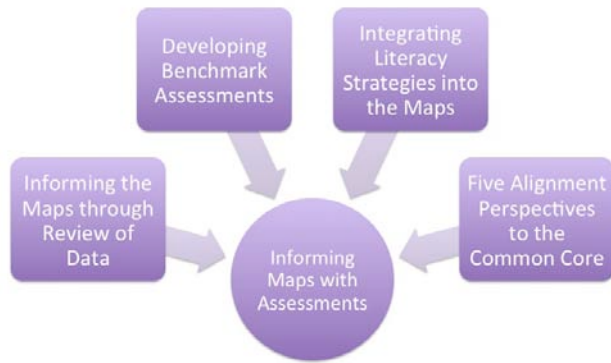 Developing
Benchmark
Assessments
Integrating
Literacy
Strategies into
the Maps
Informing the
Maps through
Review of
Data
Five Alignment
Perspectives
to the
Common Core
Informing
Maps with
Assessments